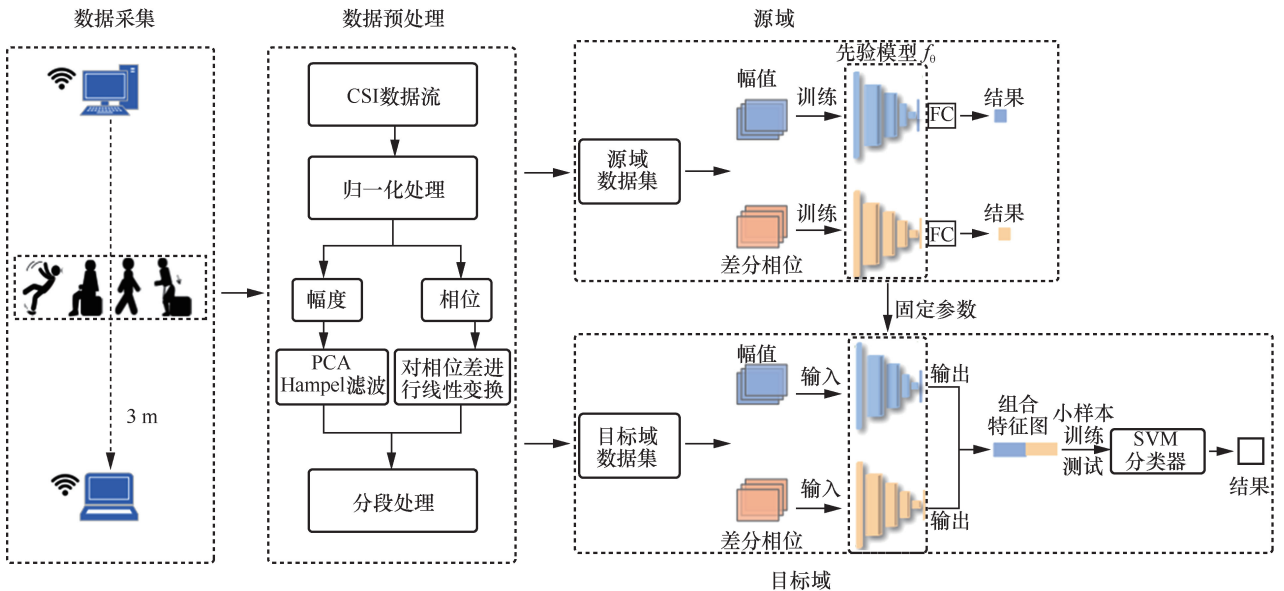 数据采集
数据预处理
源域
3 m
CSI数据流
归一化处理
幅度
相位
PCA
Hampel滤波
对相位差进
行线性变换
分段处理
源域
数据集
幅值
训练
先验模型 fθ
FC
结果
差分相位
训练
FC
结果
固定参数
目标域
数据集
幅值
输入
输出
差分相位
输入
输出
组合
特征图
小样本
训练
测试
SVM
分类器
结果
目标域